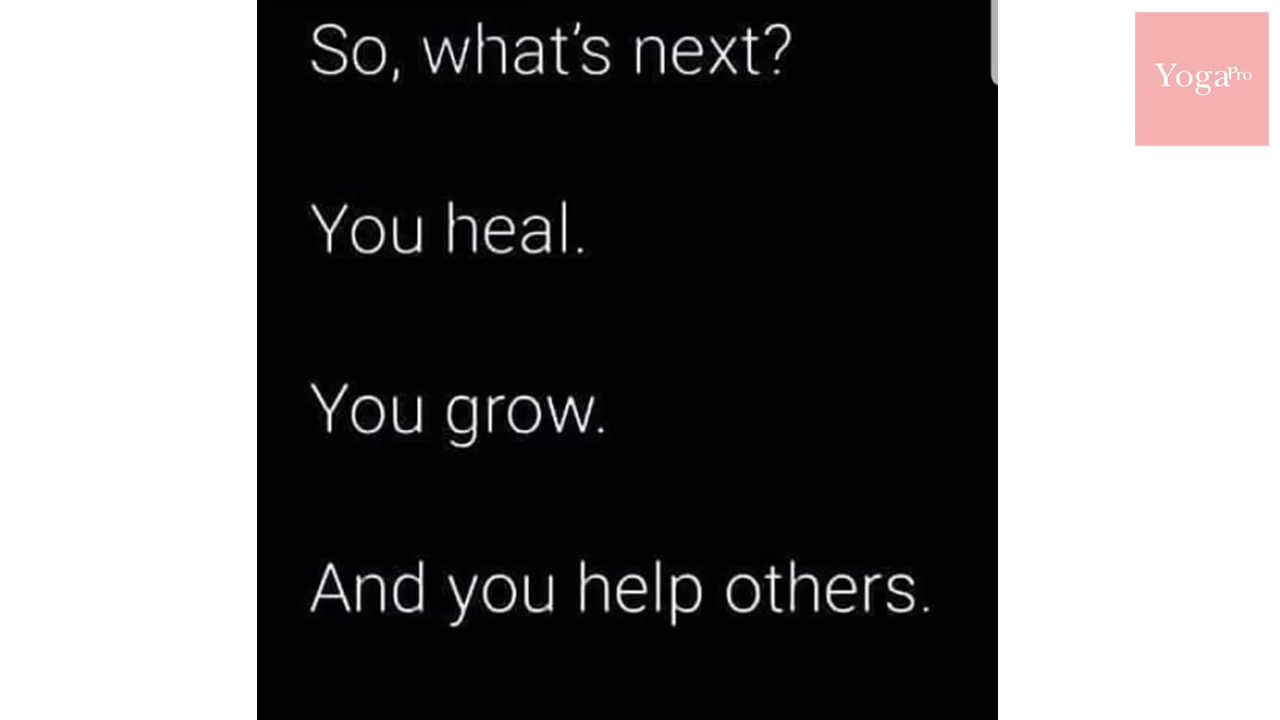 So, what's next?
You heal.
You grow.
And you help others.
YogaPro